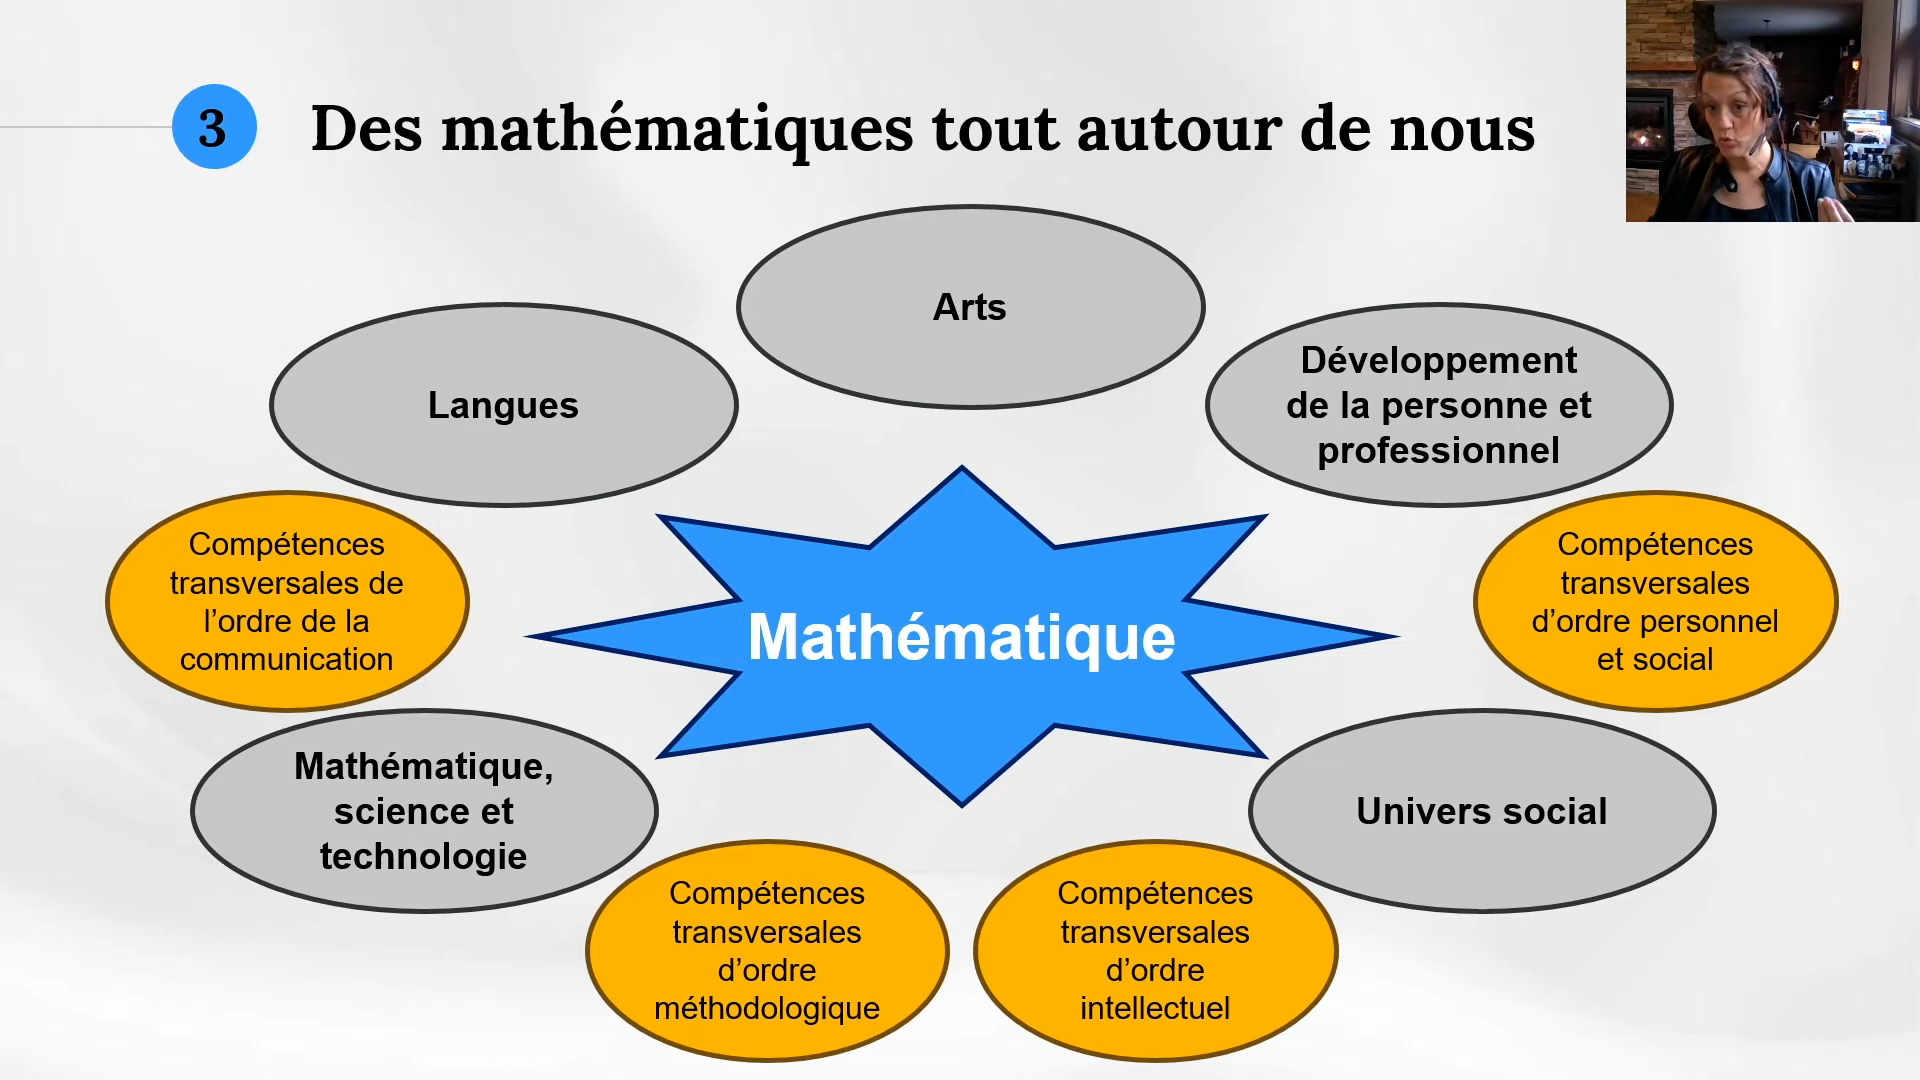 3
Des mathématiques tout autour de nous
Arts
Langues
Développement
de la personne et
professionnel
Compétences
transversales de
l’ordre de la
communication
Mathématique
Compétences
transversales
d’ordre personnel
et social
Mathématique,
science et
technologie
Univers social
Compétences
transversales
d’ordre
méthodologique
Compétences
transversales
d’ordre
intellectuel